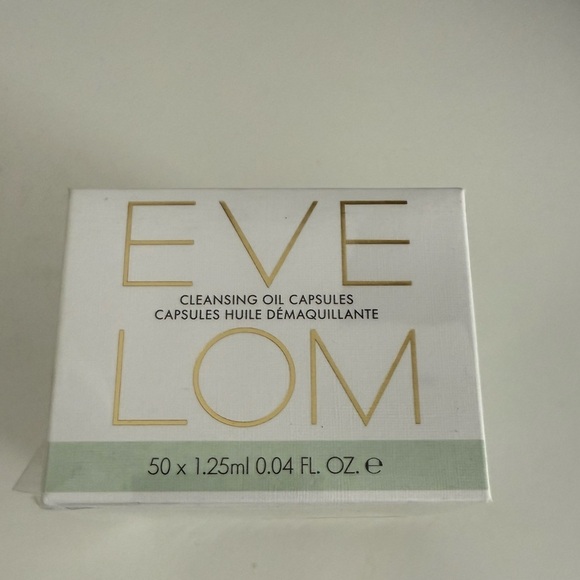 EVE
CLEANSING OIL CAPSULES
CAPSULES HUILE DÉMAQUILLANTE
LOM
50 x 1.25ml 0.04 FL. OZ. ℮